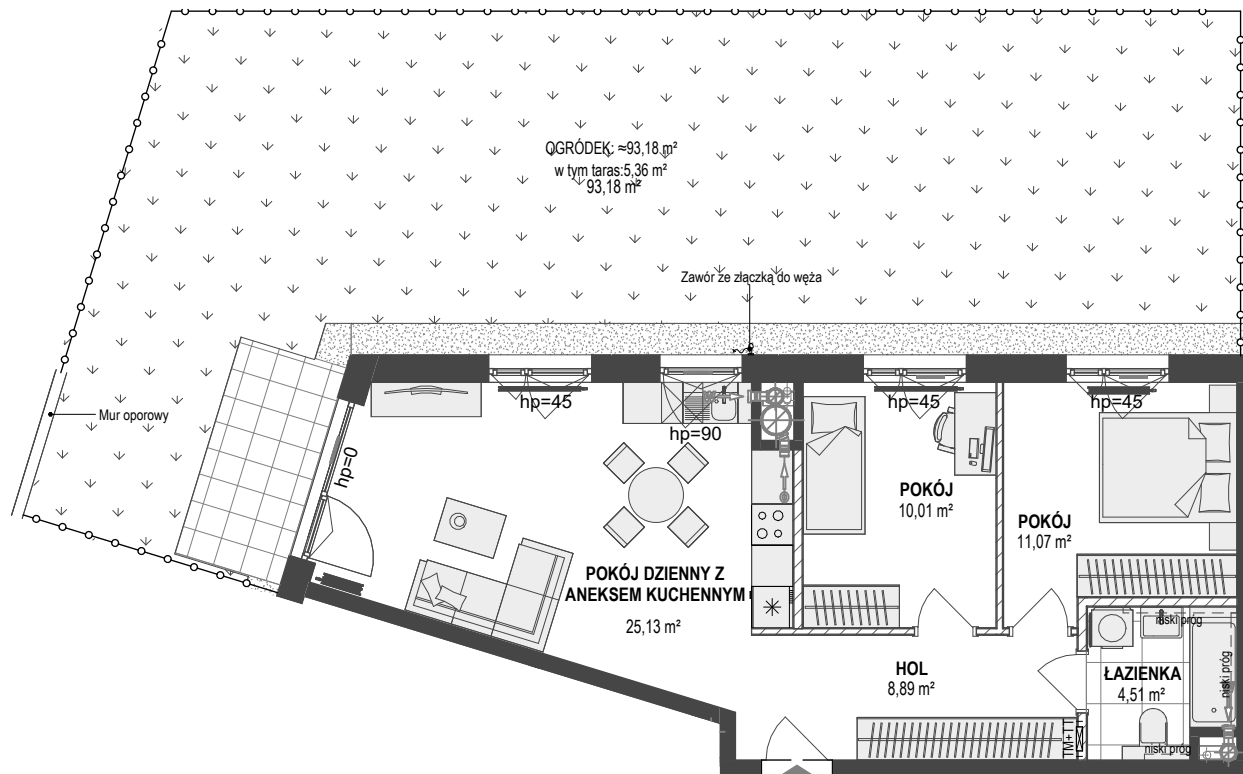 OGRÓDEK: ≈93,18 m²
w tym taras:5,36 m²
93,18 m²
Zawór ze złączką do węża
Mur oporowy
hp=45
hp=90
hp=45
hp=45
hp=0
POKÓJ
10,01 m²
POKÓJ
11,07 m²
POKÓJ DZIENNY Z
ANEKSEM KUCHENNYM
25,13 m²
HOL
8,89 m²
ŁAZIENKA
4,51 m²
niski próg
niski próg
niski próg
TM+TT